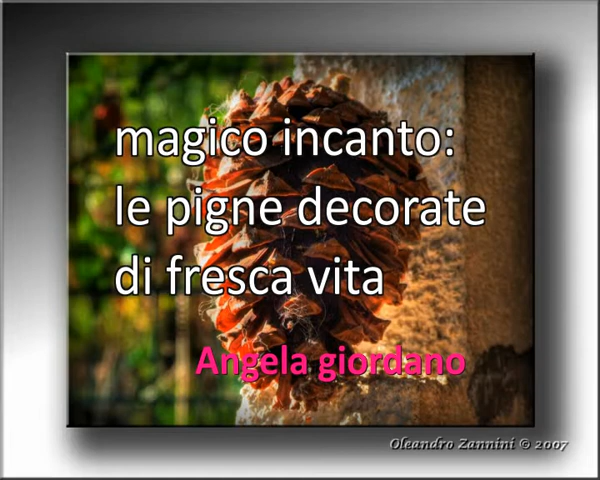 magico incanto:
le pigne decorate
di fresca vita
Angela giordano
Oleandro Zannini © 2007